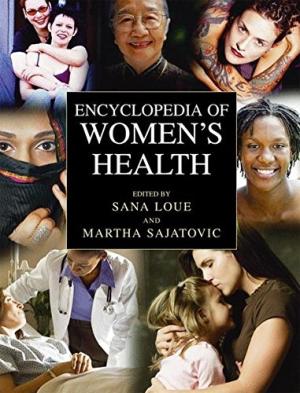 ENCYCLOPEDIA OF
WOMEN'S
HEALTH
EDITED BY
SANA LOUE
AND
MARTHA SAJATOVIC